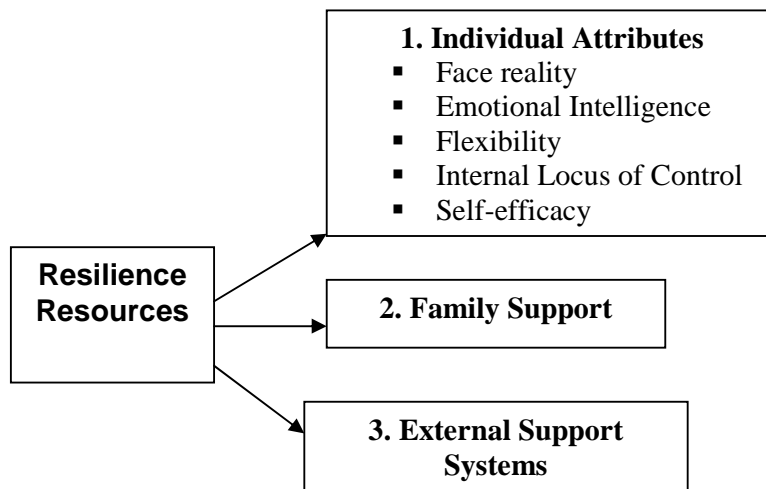 1. Individual Attributes
▪ Face reality
▪ Emotional Intelligence
▪ Flexibility
▪ Internal Locus of Control
▪ Self-efficacy
Resilience
Resources
2. Family Support
3. External Support
Systems